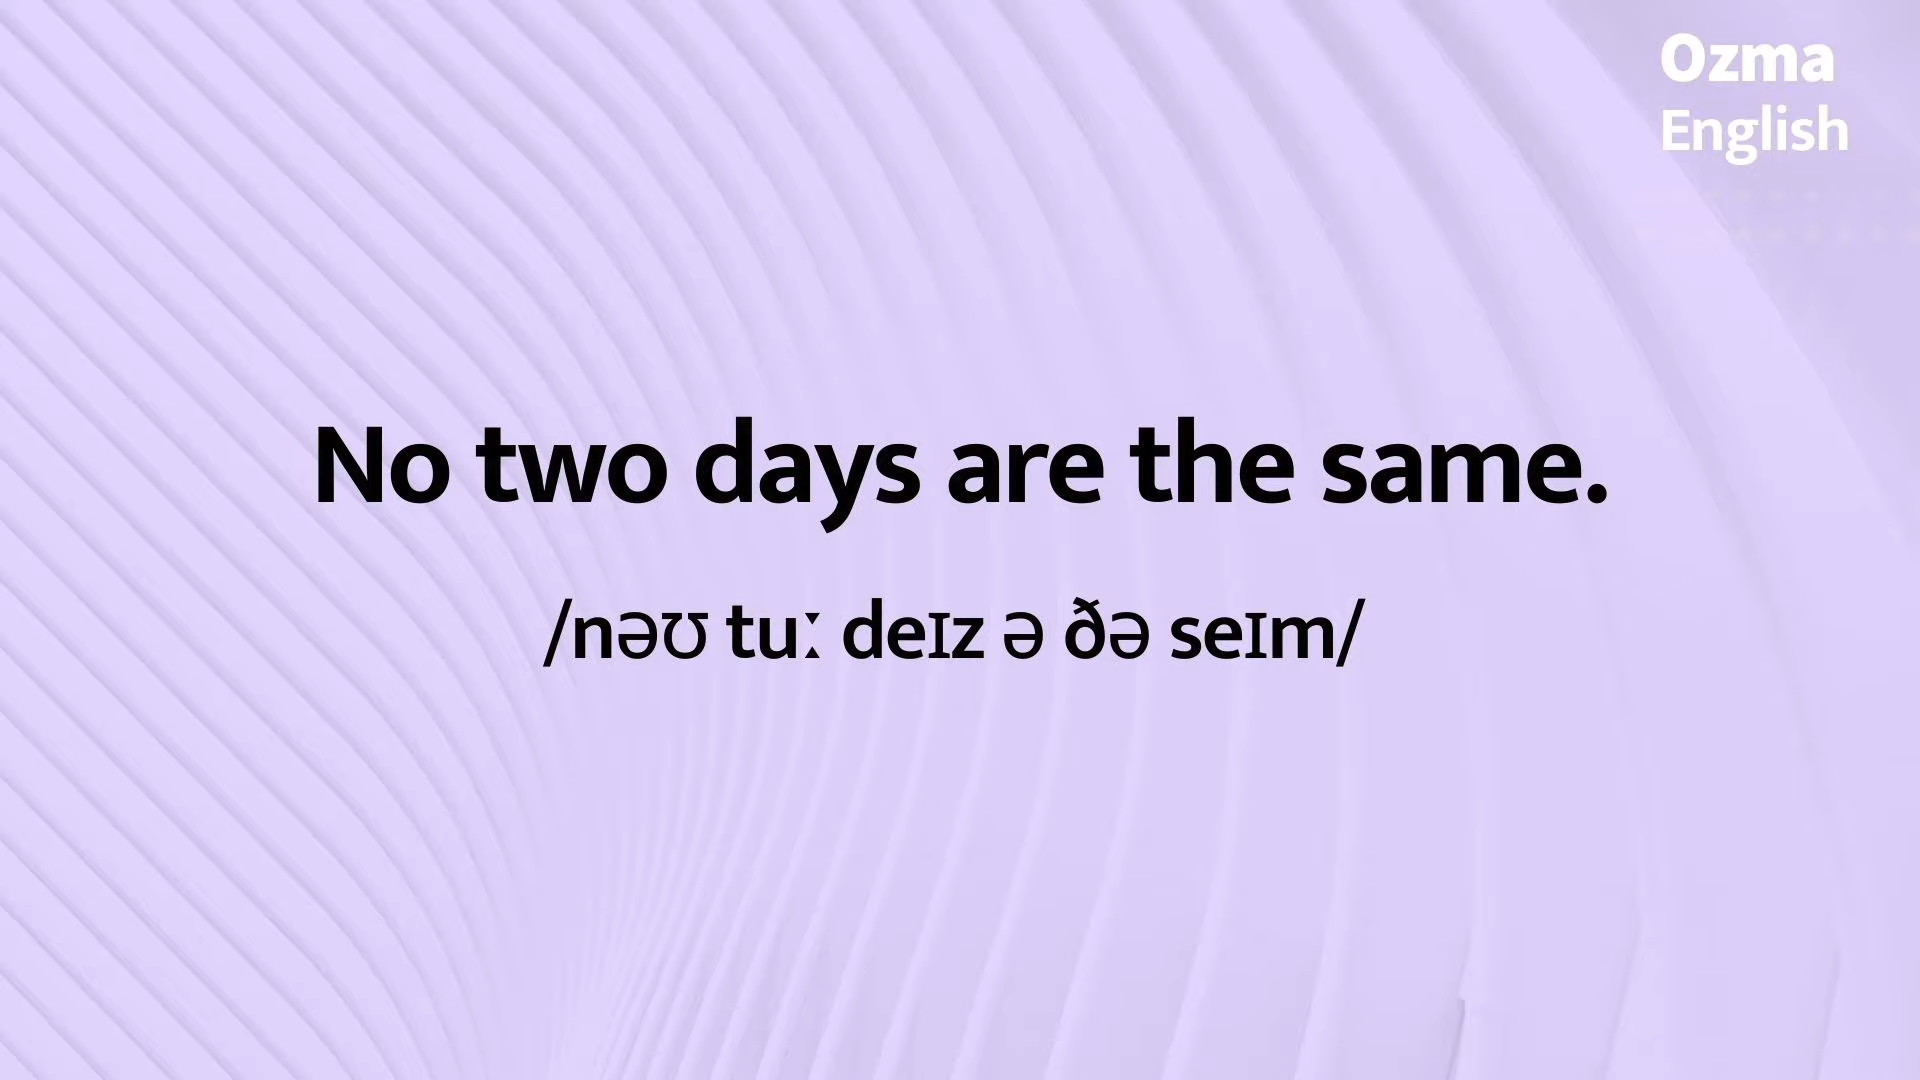 Ozma
English
No two days are the same.
/nəʊ tuː deɪz ə ðə seɪm/